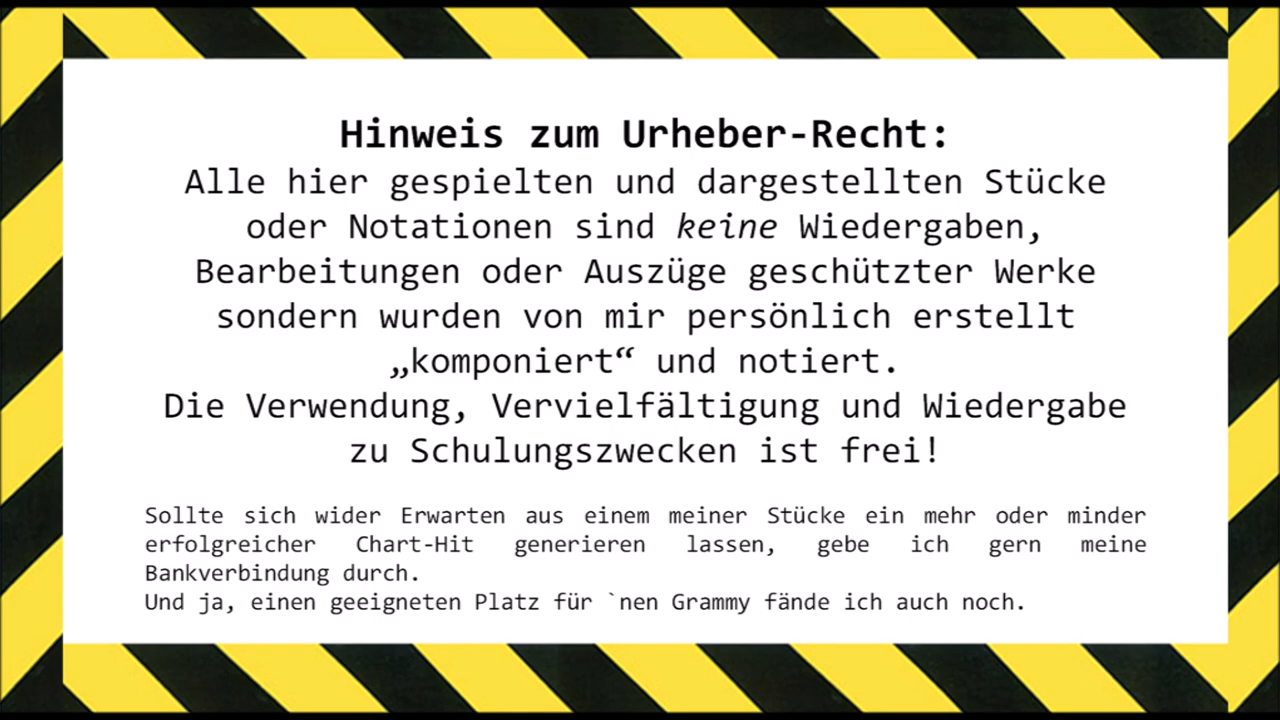 Hinweis zum Urheber-Recht:
Alle hier gespielten und dargestellten Stücke
oder Notationen sind keine Wiedergaben,
Bearbeitungen oder Auszüge geschützter Werke
sondern wurden von mir persönlich erstellt
„komponiert“ und notiert.
Die Verwendung, Vervielfältigung und Wiedergabe
zu Schulungszwecken ist frei!
Sollte sich wider Erwarten aus einem meiner Stücke ein mehr oder minder
erfolgreicher Chart-Hit generieren lassen, gebe ich gern meine
Bankverbindung durch.
Und ja, einen geeigneten Platz für `nen Grammy fände ich auch noch.